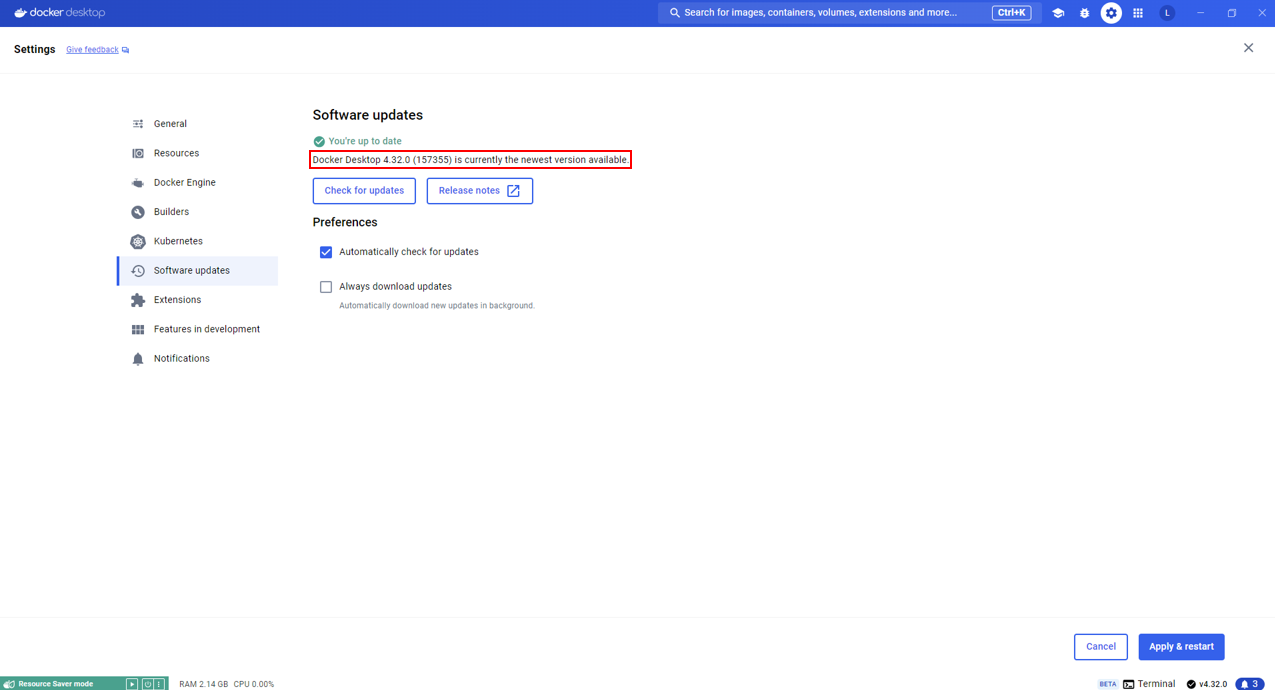 docker desktop
Search for images, containers, volumes, extensions and more...
Ctrl+K
L
Settings
Give feedback
General
Resources
Docker Engine
Builders
Kubernetes
Software updates
Extensions
Features in development
Notifications
Software updates
You're up to date
Docker Desktop 4.32.0 (157355) is currently the newest version available.
Check for updates
Release notes
Preferences
Automatically check for updates
Always download updates
Automatically download new updates in background.
Cancel
Apply & restart
Resource Saver mode
RAM 2.14 GB CPU 0.00%
BETA
Terminal
v4.32.0
3